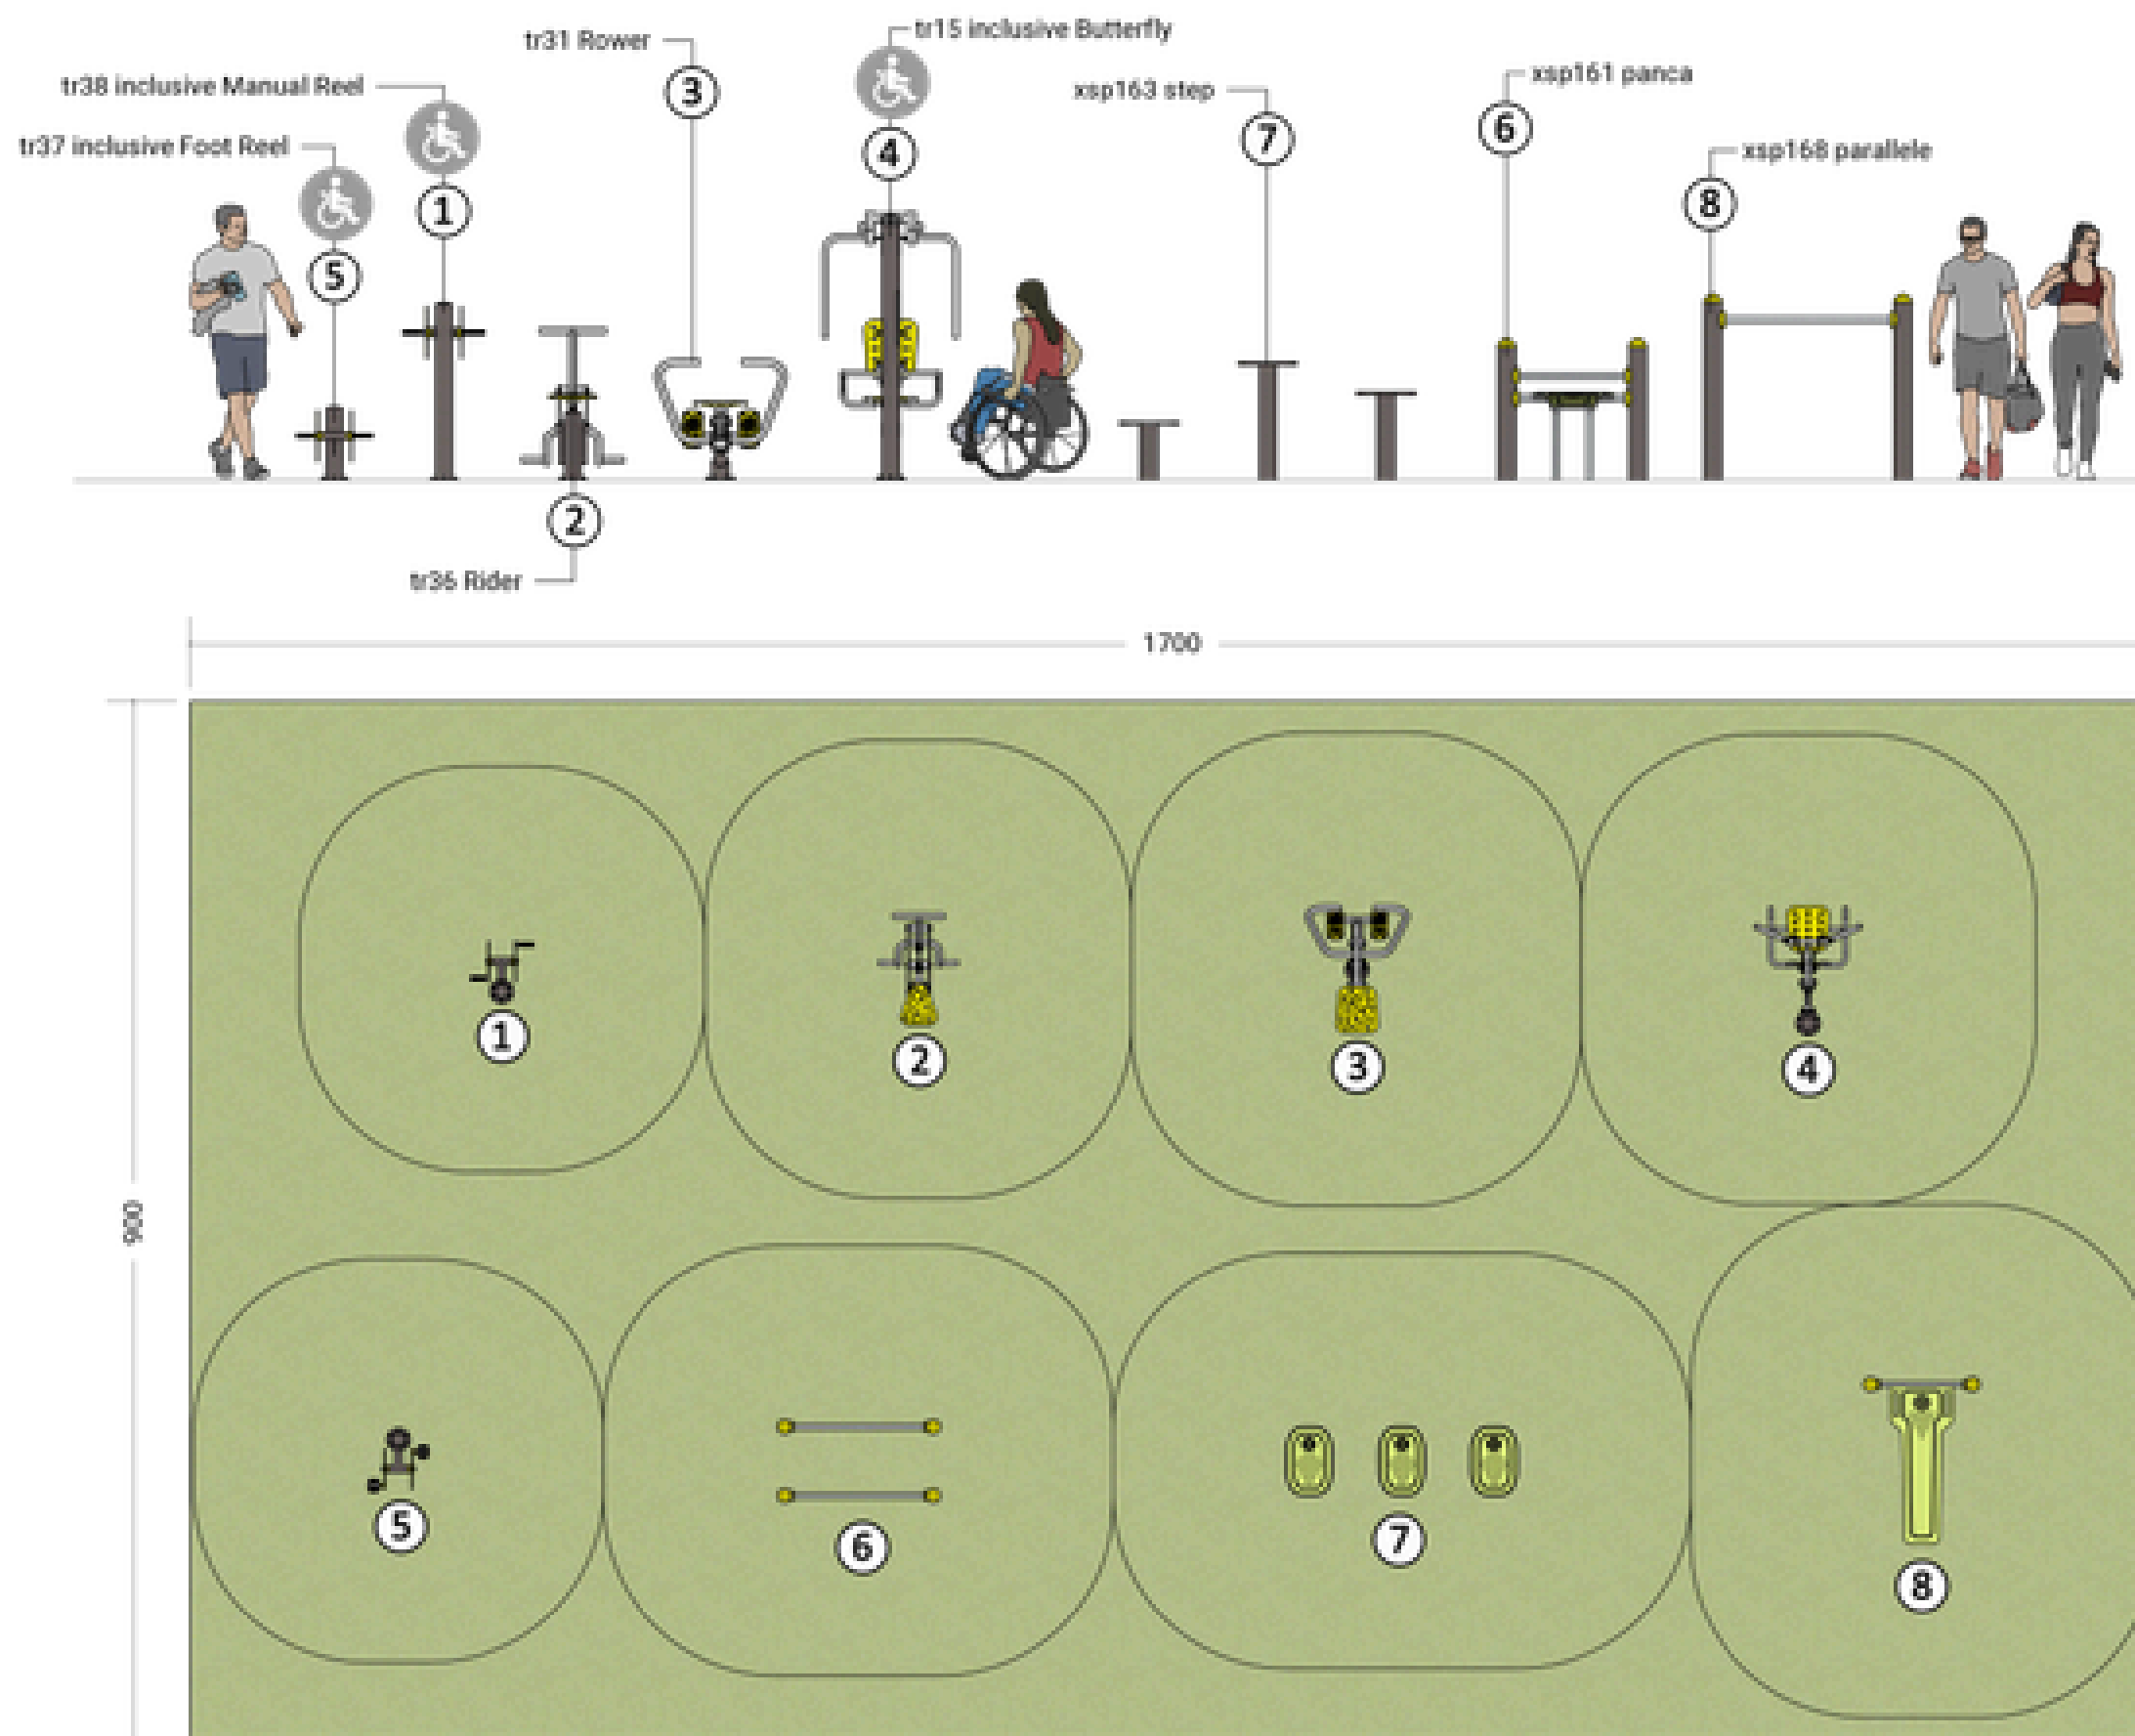 tr15 inclusive Butterfly
tr31 Rower
xsp161 panca
tr38 inclusive Manual Reel
xsp163 step
3
6
7
tr37 inclusive Foot Reel
xsp168 parallele
4
8
1
5
2
tr36 Rider
1700
900
1
2
3
4
5
6
7
8